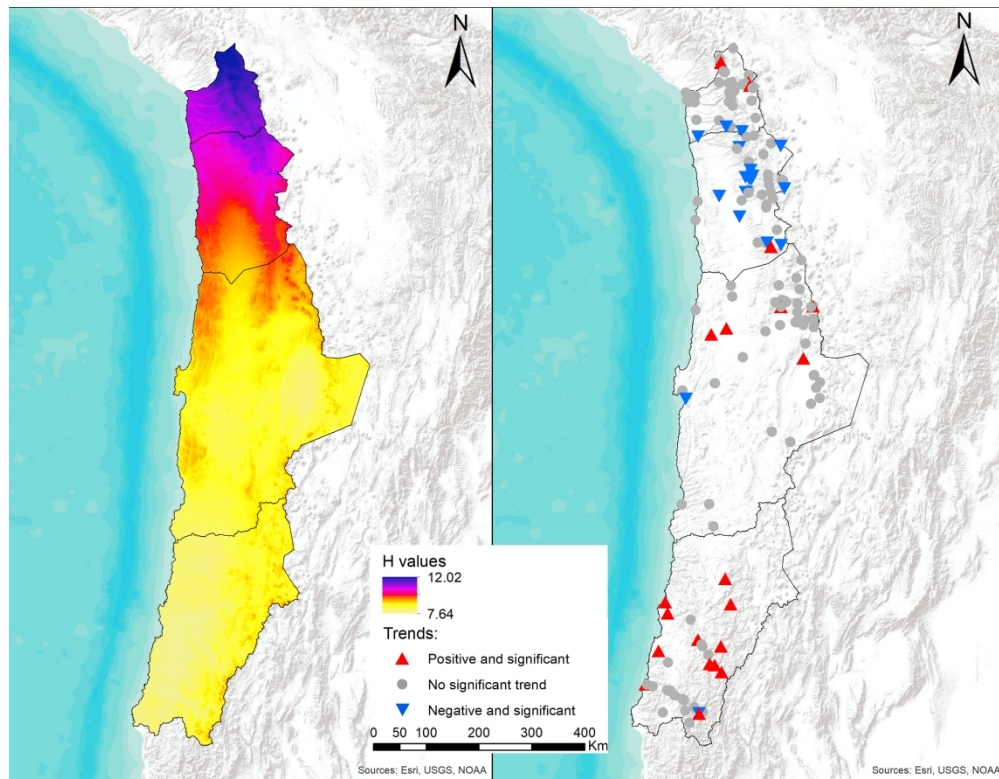 N
N
H values
12.02
7.64
Trends:
Positive and significant
No significant trend
Negative and significant
0 50 100 200 300 400
Km
Sources: Esri, USGS, NOAA
Sources: Esri, USGS, NOAA